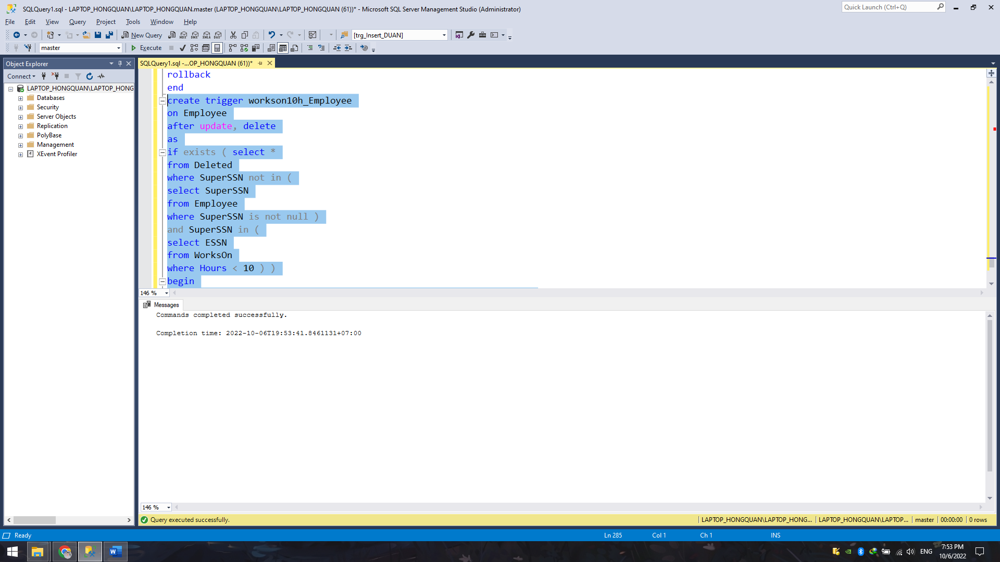 SQLQuery1.sql - LAPTOP_HONGQUAN\LAPTOP_HONGQUAN.master (LAPTOP_HONGQUAN\LAPTOP_HONGQUAN (61))* - Microsoft SQL Server Management Studio (Administrator)
Quick Launch (Ctrl+Q)
File Edit View Query Project Tools Window Help
New Query MDX DMX XMLA DAX [trg_Insert_DUAN]
master Execute
Object Explorer
SQLQuery1.sql -...OP_HONGQUAN (61))*
Connect
LAPTOP_HONGQUAN\LAPTOP_HONG
Databases
Security
Server Objects
Replication
PolyBase
Management
XEvent Profiler
rollback
end
create trigger workson10h_Employee
on Employee
after update, delete
as
if exists ( select *
from Deleted
where SuperSSN not in (
select SuperSSN
from Employee
where SuperSSN is not null )
and SuperSSN in (
select ESSN
from WorksOn
where Hours < 10 ) )
begin
146 %
Messages
Commands completed successfully.
Completion time: 2022-10-06T19:53:41.8461131+07:00
146 %
Query executed successfully.
LAPTOP_HONGQUAN\LAPTOP_HONG... LAPTOP_HONGQUAN\LAPTOP... master 00:00:00 0 rows
Ready Ln 285 Col 1 Ch 1 INS
ENG 7:53 PM
10/6/2022